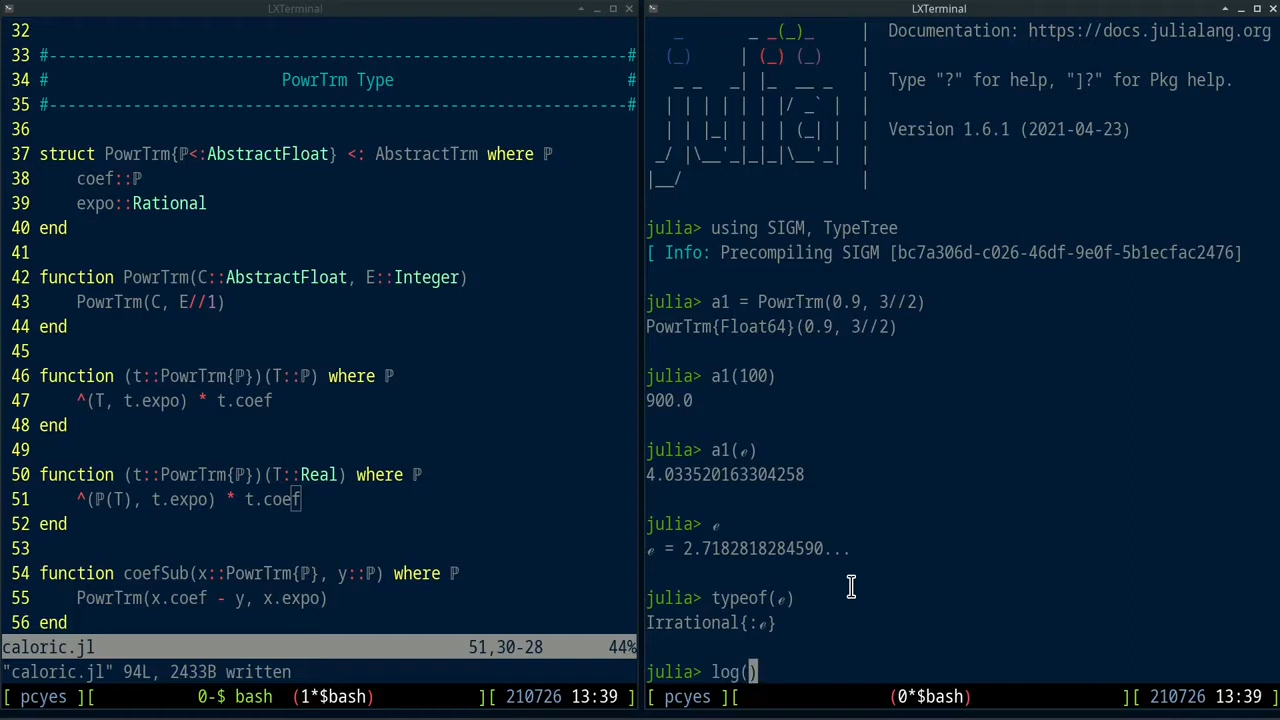 LXTerminal
32
33 #---------------------------------------------------------------#
34 # PowrTrm Type #
35 #---------------------------------------------------------------#
36
37 struct PowrTrm{ℙ<:AbstractFloat} <: AbstractTrm where ℙ
38 coef::ℙ
39 expo::Rational
40 end
41
42 function PowrTrm(C::AbstractFloat, E::Integer)
43 PowrTrm(C, E//1)
44 end
45
46 function (t::PowrTrm{ℙ})(T::ℙ) where ℙ
47 ^(T, t.expo) * t.coef
48 end
49
50 function (t::PowrTrm{ℙ})(T::Real) where ℙ
51 ^(ℙ(T), t.expo) * t.coef
52 end
53
54 function coefSub(x::PowrTrm{ℙ}, y::ℙ) where ℙ
55 PowrTrm(x.coef - y, x.expo)
56 end
caloric.jl 51,30-28 44%
"caloric.jl" 94L, 2433B written
[ pcyes ][ 0-$ bash (1*$bash) ][ 210726 13:39 ]
LXTerminal
               _
   _       _ _(_)_     |  Documentation: https://docs.julialang.org
  (_)     | (_) (_)    |
   _ _   _| |_  __ _   |  Type "?" for help, "]?" for Pkg help.
  | | | | | | |/ _` |  |
  | | |_| | | | (_| |  |  Version 1.6.1 (2021-04-23)
 _/ |\__'_|_|_|\__'_|  |
|__/                   |
julia> using SIGM, TypeTree
[ Info: Precompiling SIGM [bc7a306d-c026-46df-9e0f-5b1ecfac2476]
julia> a1 = PowrTrm(0.9, 3//2)
PowrTrm{Float64}(0.9, 3//2)
julia> a1(100)
900.0
julia> a1(ℯ)
4.033520163304258
julia> ℯ
ℯ = 2.7182818284590...
julia> typeof(ℯ)
Irrational{:ℯ}
julia> log()
[ pcyes ][ (0*$bash) ][ 210726 13:39 ]